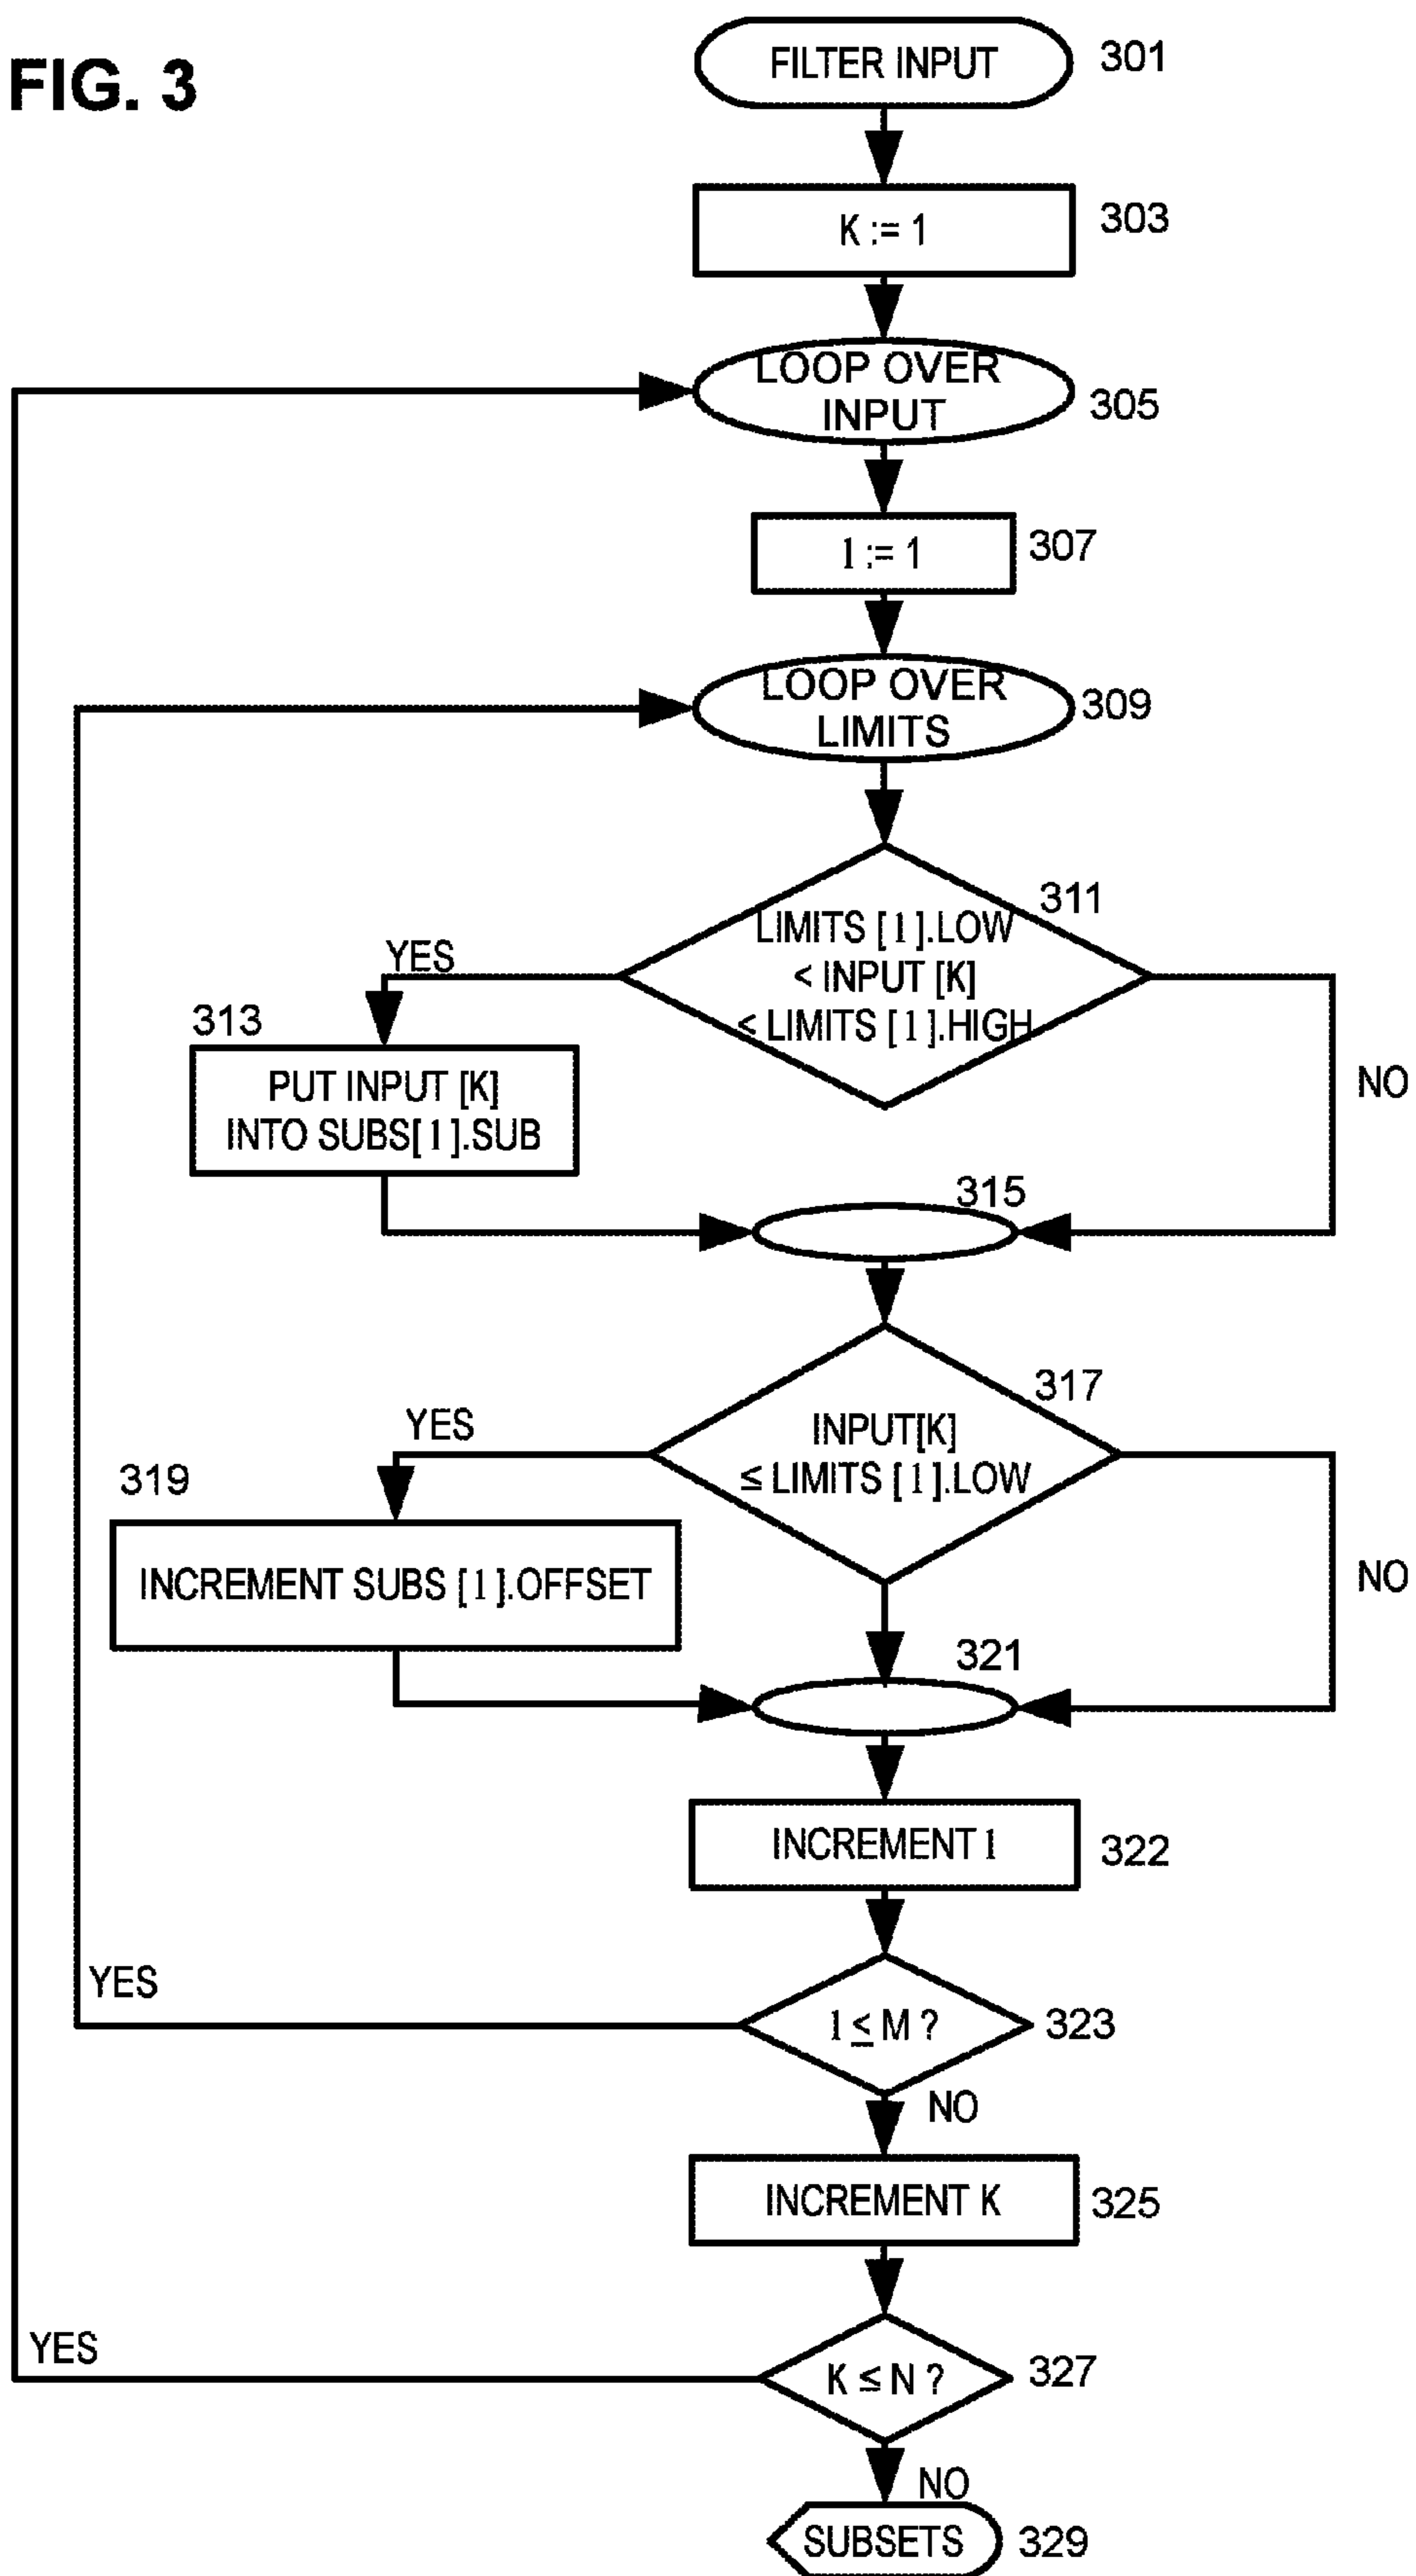 FIG. 3
FILTER INPUT
301
K := 1
303
LOOP OVER
INPUT
305
l := 1
307
LOOP OVER
LIMITS
309
311
LIMITS [l].LOW
< INPUT [K]
< LIMITS [l].HIGH
YES
NO
313
PUT INPUT [K]
INTO SUBS[l].SUB
315
317
INPUT[K]
≤ LIMITS [l].LOW
YES
NO
319
INCREMENT SUBS [l].OFFSET
321
INCREMENT l
322
YES
l ≤ M ?
323
NO
INCREMENT K
325
YES
K ≤ N ?
327
NO
SUBSETS
329